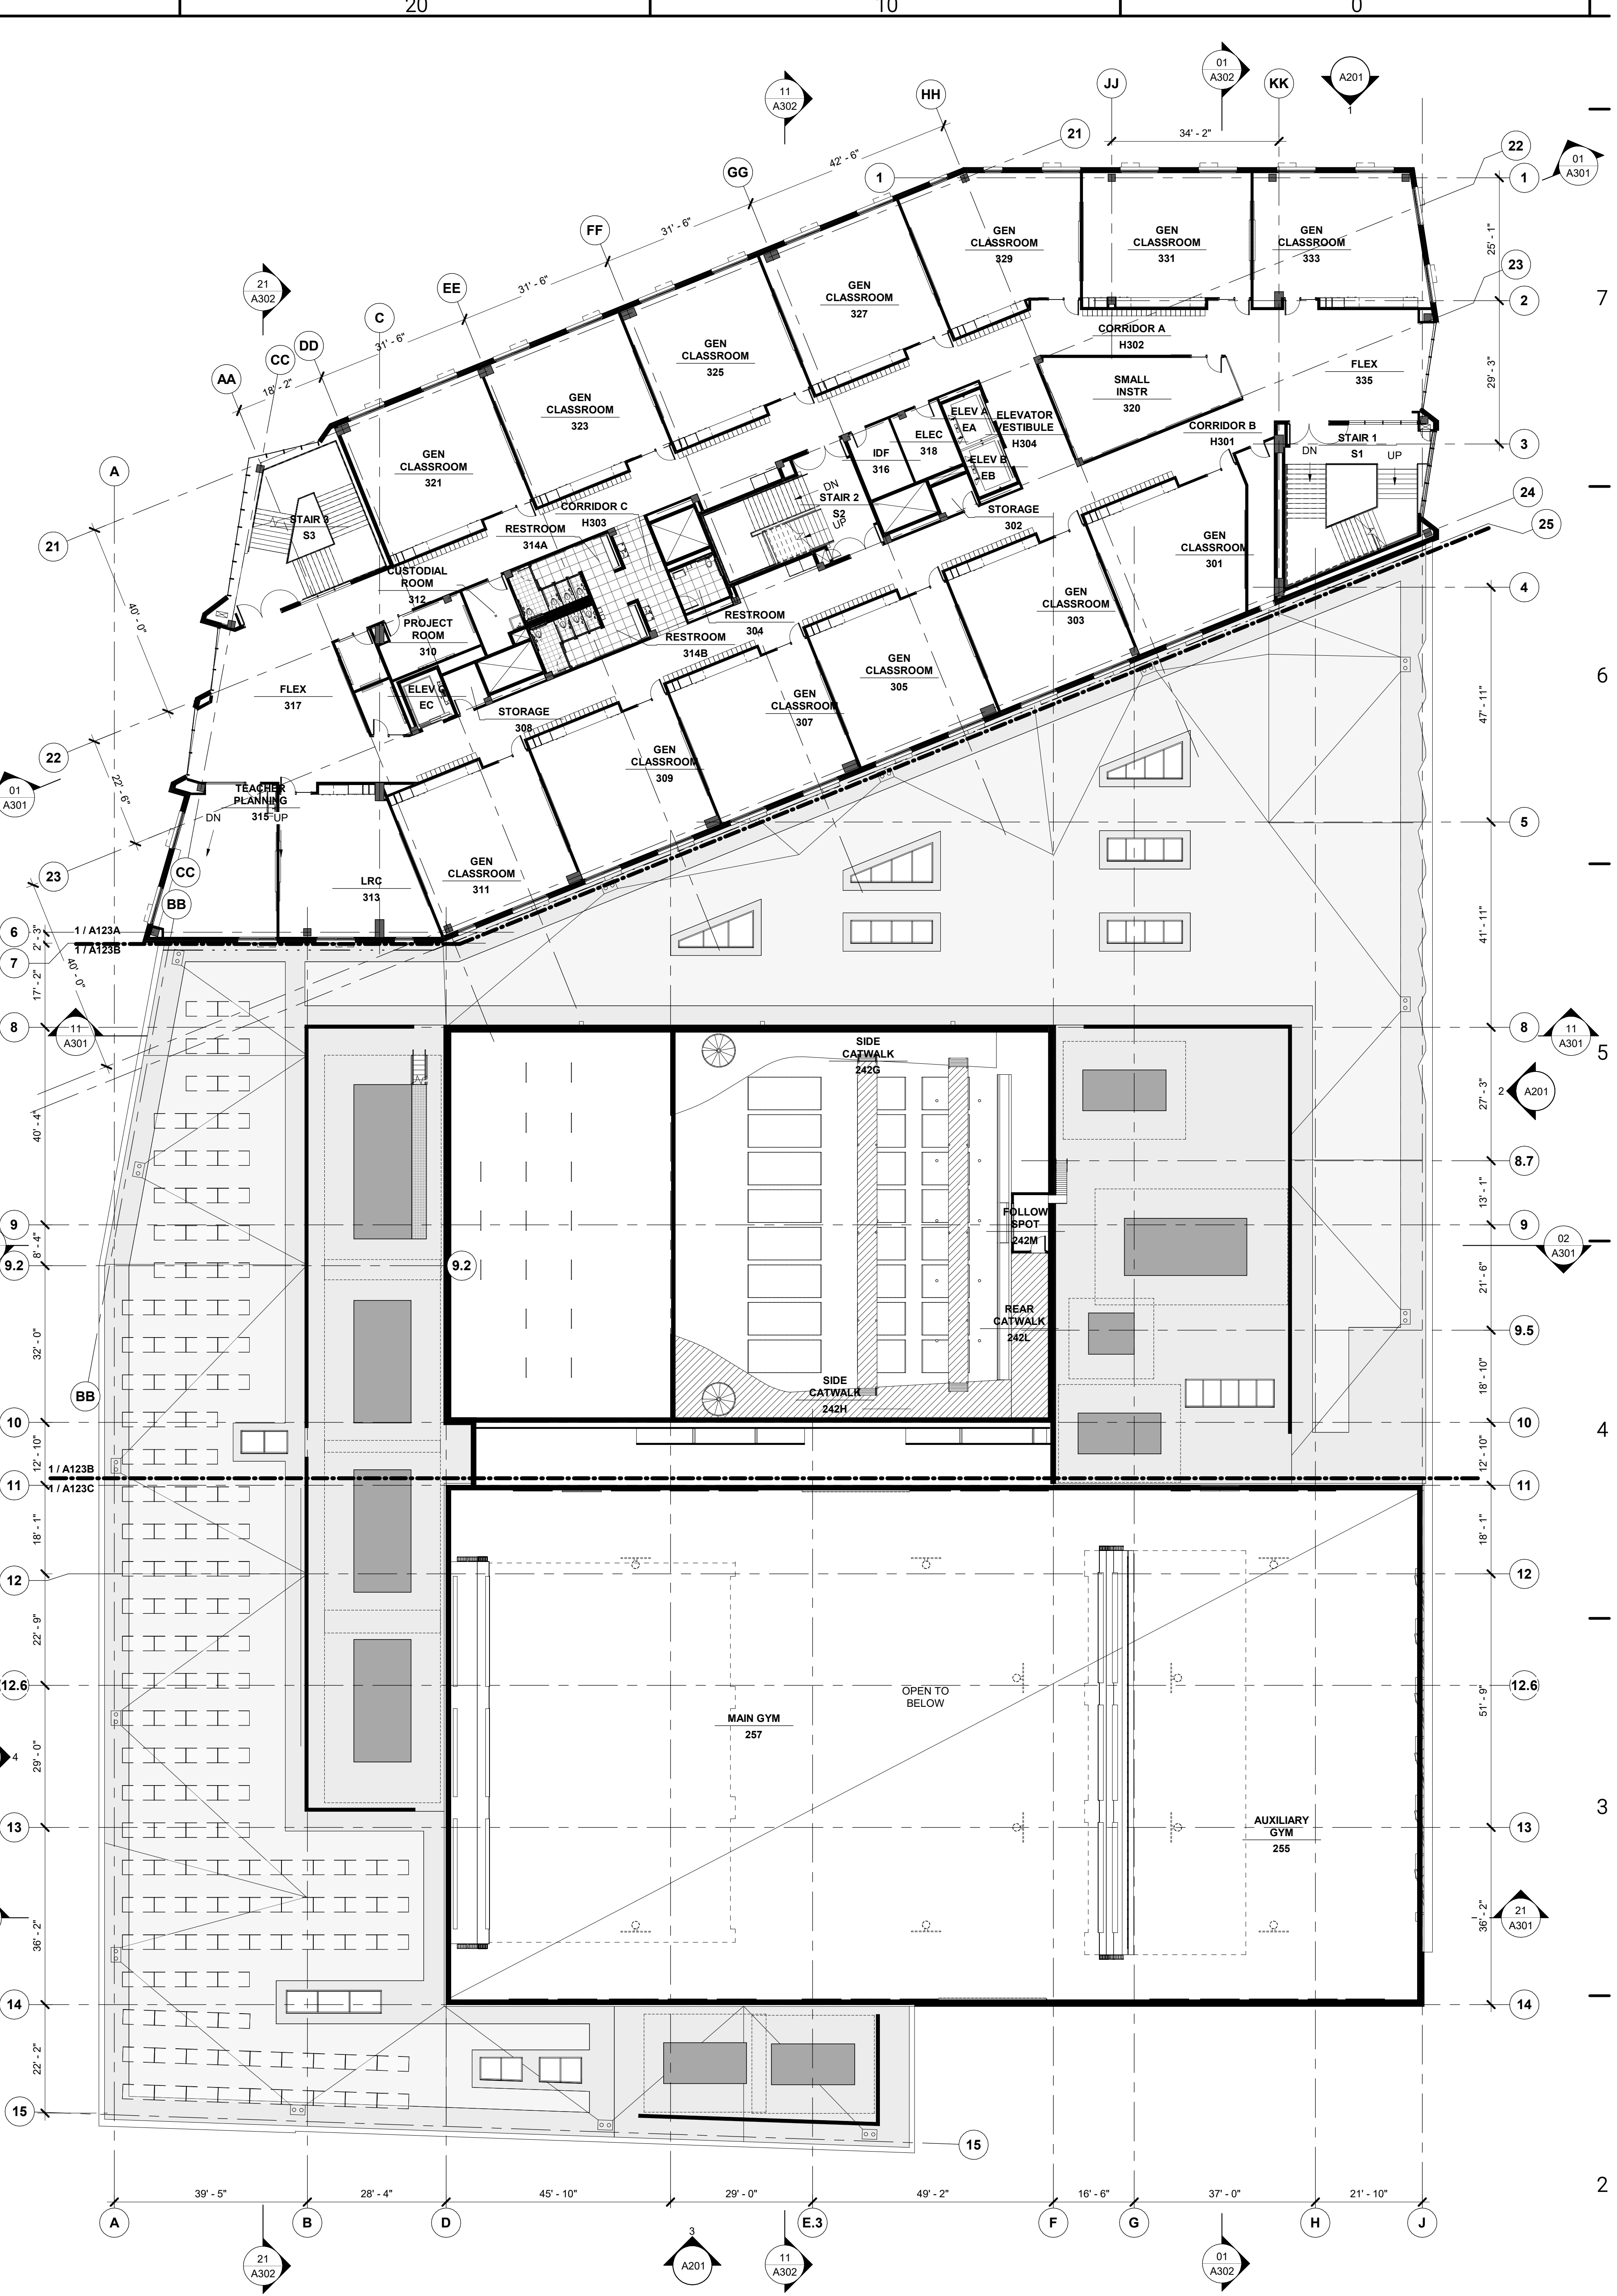 20
10
0
01
A302
A201
1
11
A302
HH
JJ
KK
34' - 2"
21
22
42' - 6"
01
A301
GG
1
1
31' - 6"
FF
GEN
CLASSROOM
329
GEN
CLASSROOM
331
GEN
CLASSROOM
333
25' - 1"
23
21
A302
EE
31' - 6"
GEN
CLASSROOM
327
2
7
C
CORRIDOR A
H302
DD
CC
31' - 6"
GEN
CLASSROOM
325
FLEX
335
29' - 3"
AA
18' - 2"
SMALL
INSTR
320
GEN
CLASSROOM
323
ELEV A
EA
ELEVATOR
VESTIBULE
H304
CORRIDOR B
H301
ELEC
318
STAIR 1
S1
3
IDF
316
GEN
CLASSROOM
321
DN
UP
ELEV B
EB
A
DN
STAIR 2
S2
UP
24
CORRIDOR C
H303
STORAGE
302
STAIR 3
S3
RESTROOM
314A
25
21
GEN
CLASSROOM
301
CUSTODIAL
ROOM
312
4
GEN
CLASSROOM
303
40' - 0"
RESTROOM
304
PROJECT
ROOM
310
RESTROOM
314B
6
GEN
CLASSROOM
305
FLEX
317
ELEV C
EC
GEN
CLASSROOM
307
STORAGE
308
47' - 11"
22
GEN
CLASSROOM
309
01
A301
22' - 6"
TEACHER
PLANNING
315
DN
UP
5
GEN
CLASSROOM
311
23
CC
LRC
313
BB
41' - 11"
6
1 / A123A
2' - 3"
1 / A123B
7
40' - 0"
17' - 2"
8
11
A301
SIDE
CATWALK
242G
8
11
A301
5
27' - 3"
2
A201
40' - 4"
8.7
13' - 1"
9
FOLLOW
SPOT
242M
9
8' - 4"
02
A301
9.2
9.2
21' - 6"
REAR
CATWALK
242L
9.5
32' - 0"
BB
SIDE
CATWALK
242H
18' - 10"
10
10
4
12' - 10"
12' - 10"
1 / A123B
1 / A123C
11
11
18' - 1"
18' - 1"
12
12
22' - 9"
12.6
12.6
OPEN TO
BELOW
51' - 9"
MAIN GYM
257
4
29' - 0"
3
13
AUXILIARY
GYM
255
13
36' - 2"
36' - 2"
21
A301
14
14
22' - 2"
15
15
39' - 5"
28' - 4"
45' - 10"
29' - 0"
49' - 2"
16' - 6"
37' - 0"
21' - 10"
2
A
B
D
E.3
F
G
H
J
21
A302
3
A201
11
A302
01
A302